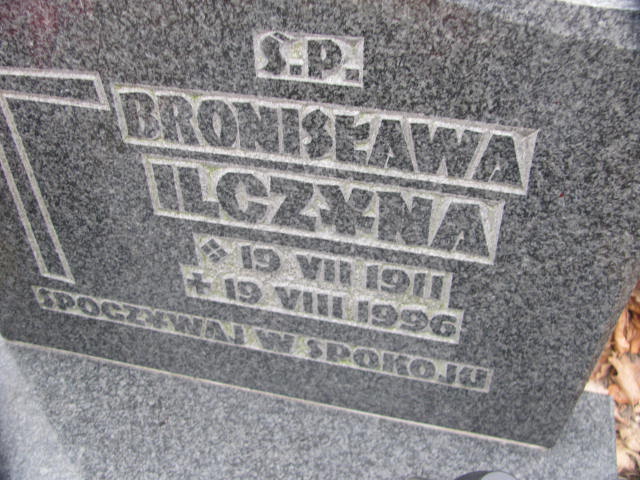 Ś.P.
BRONISŁAWA
ILCZYNA
19 VII 1911
+ 19 VIII 1996
SPOCZYWAJ W SPOKOJU